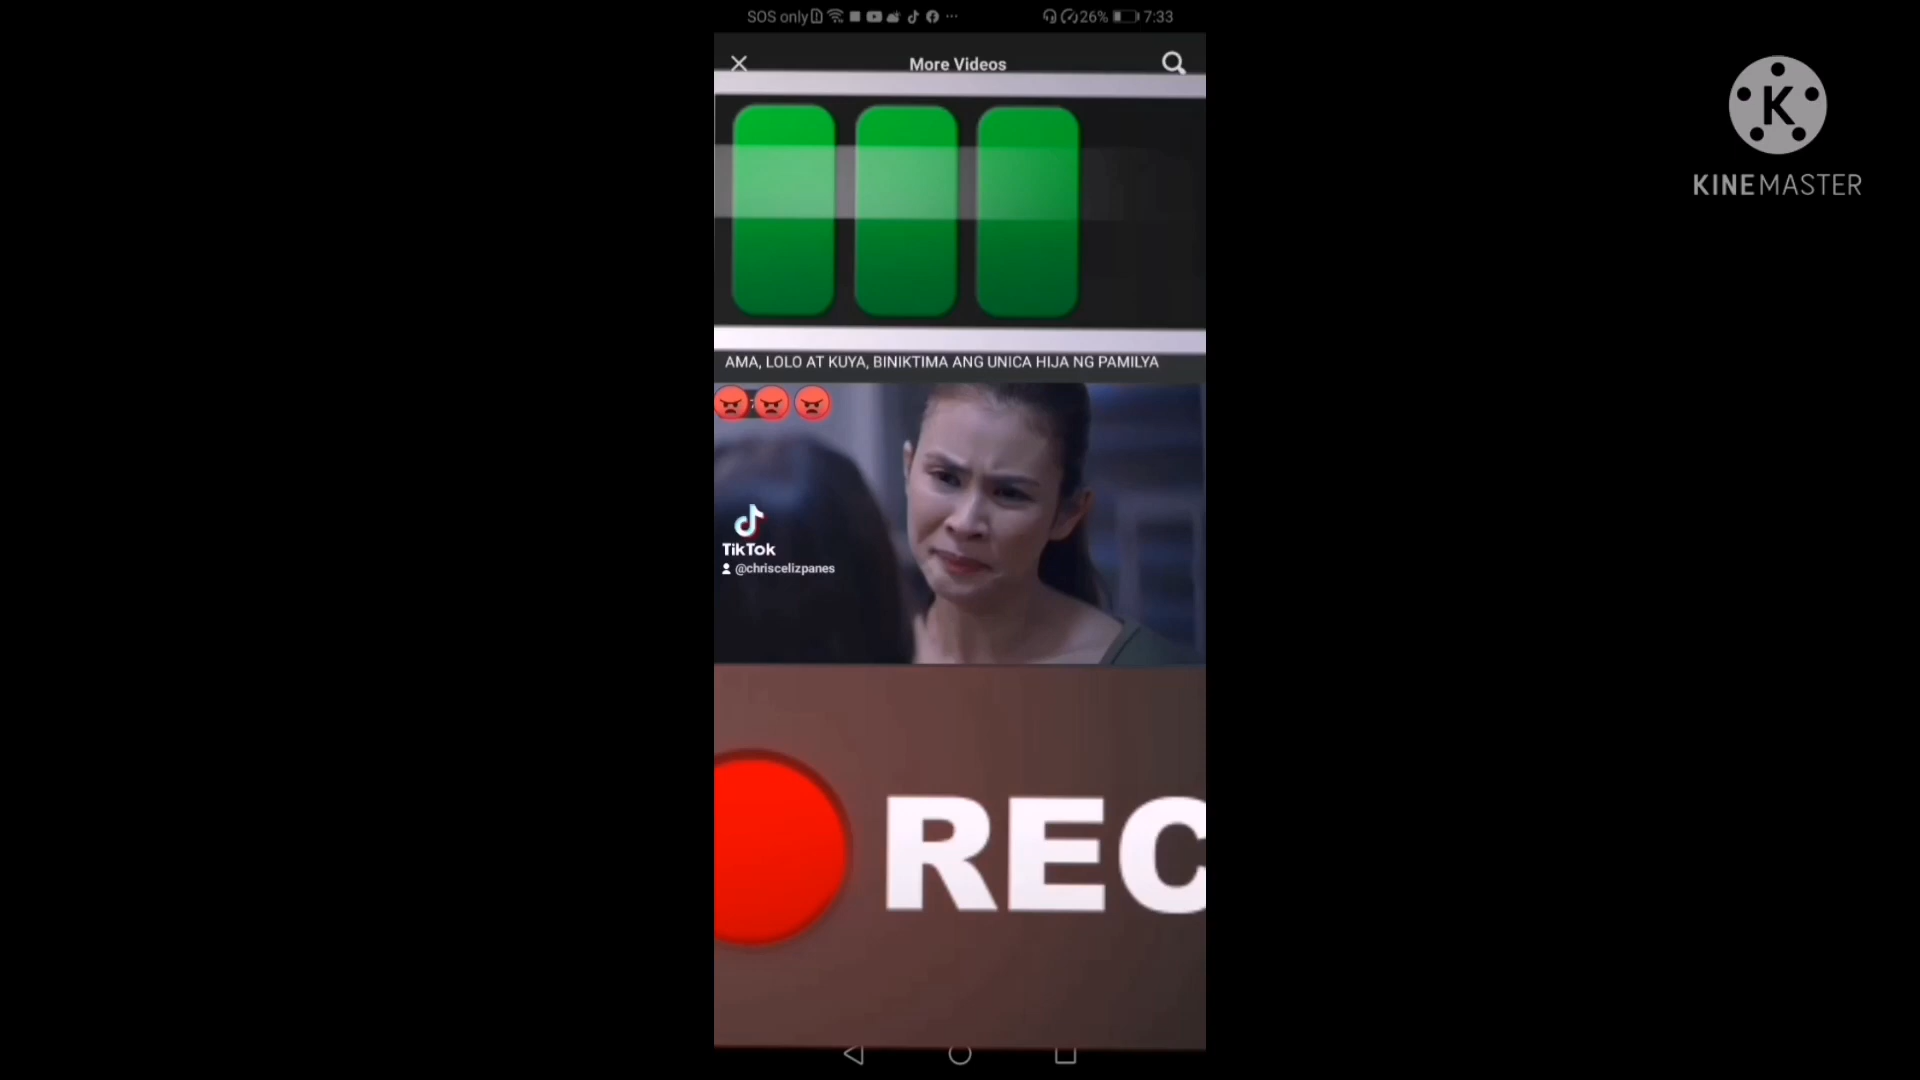 SOS only
26%
7:33
More Videos
KINEMASTER
AMA, LOLO AT KUYA, BINIKTIMA ANG UNICA HIJA NG PAMILYA
TikTok
@chriscelizpanes
REC